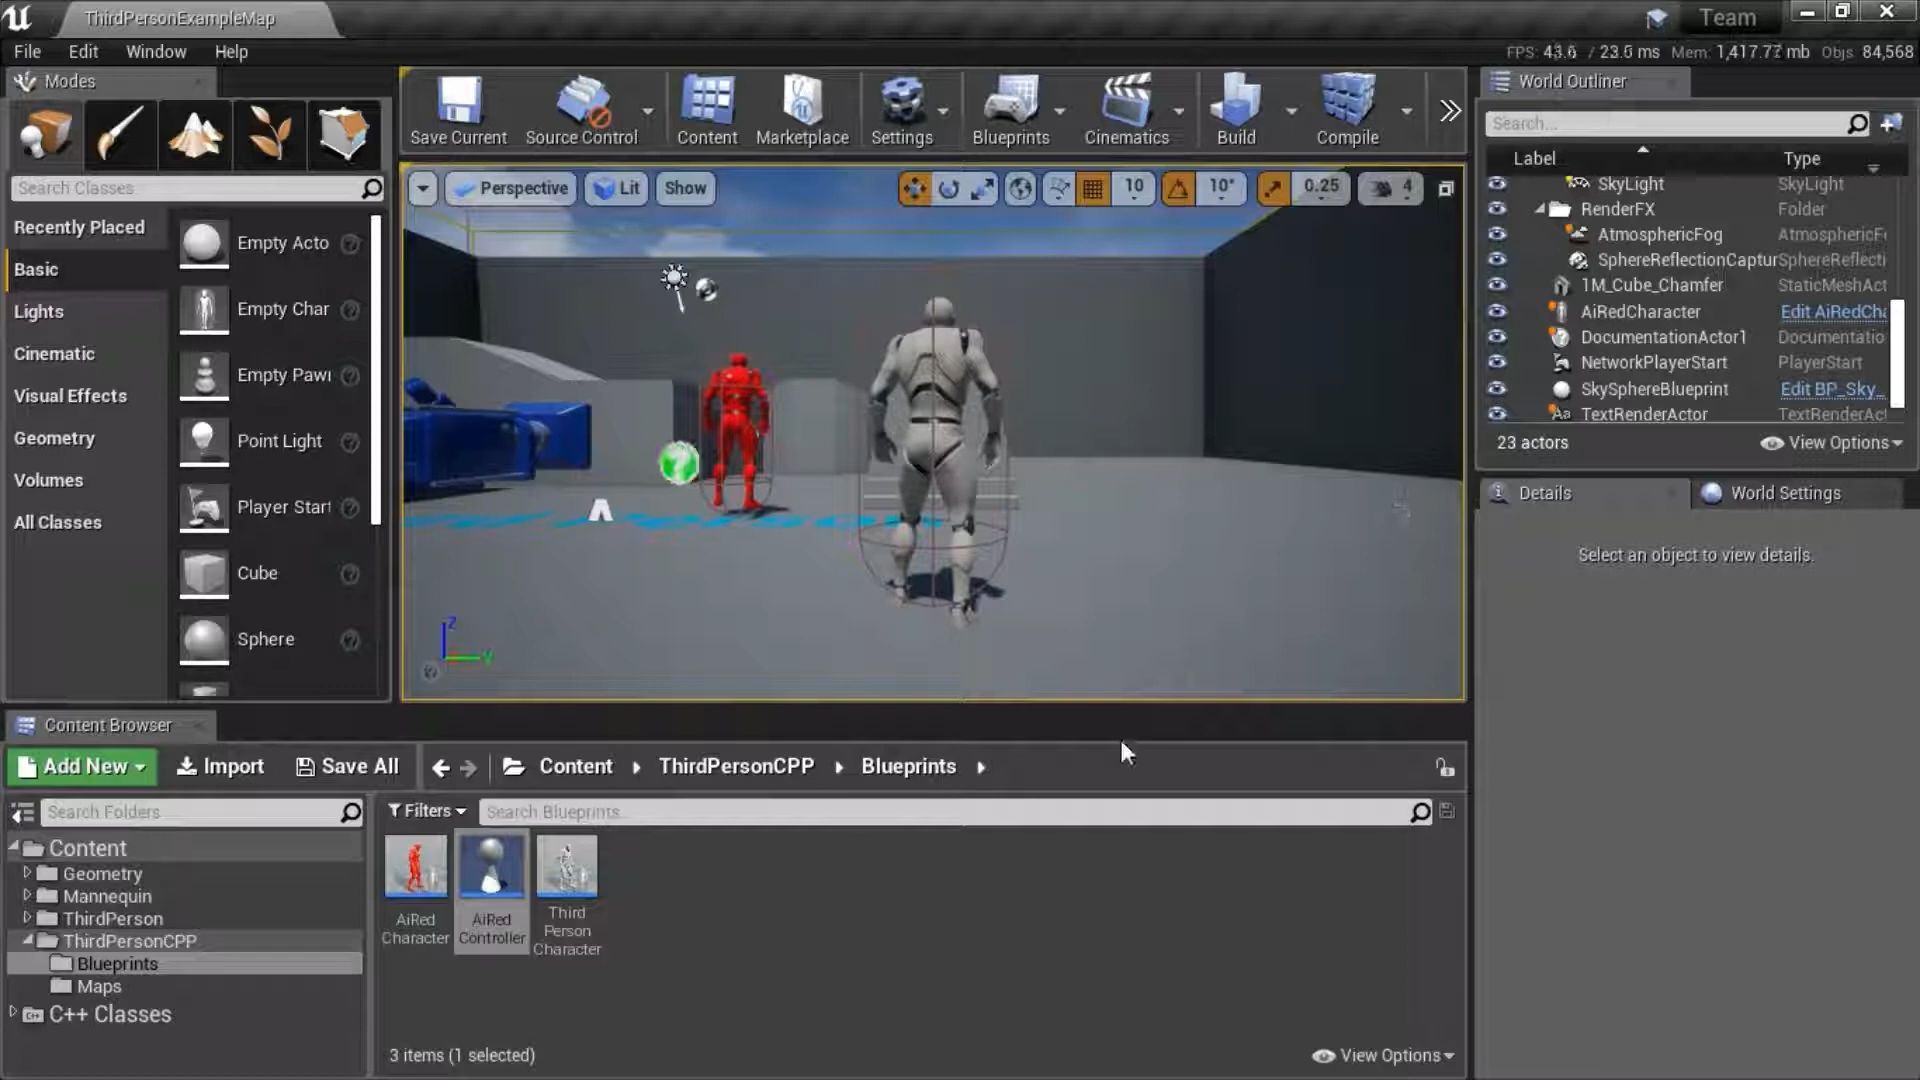 ThirdPersonExampleMap
Team
File Edit Window Help
FPS: 43.6 / 23.0 ms Mem: 1,417.77 mb Objs: 84,568
Modes
Search Classes
Recently Placed
Basic
Lights
Cinematic
Visual Effects
Geometry
Volumes
All Classes
Empty Acto
Empty Char
Empty Pawn
Point Light
Player Start
Cube
Sphere
Save Current
Source Control
Content
Marketplace
Settings
Blueprints
Cinematics
Build
Compile
Perspective
Lit
Show
10
10°
0.25
4
Z
Y
World Outliner
Search...
Label Type
SkyLight SkyLight
RenderFX Folder
AtmosphericFog AtmosphericF
SphereReflectionCaptur SphereReflecti
1M_Cube_Chamfer StaticMeshAct
AiRedCharacter Edit AiRedCha
DocumentationActor1 Documentatio
NetworkPlayerStart PlayerStart
SkySphereBlueprint Edit BP_Sky_
Aa TextRenderActor TextRenderAct
23 actors
View Options
Details
World Settings
Select an object to view details.
Content Browser
Add New
Import
Save All
Content
ThirdPersonCPP
Blueprints
Search Folders
Content
Geometry
Mannequin
ThirdPerson
ThirdPersonCPP
Blueprints
Maps
C++ Classes
Filters
Search Blueprints
AiRed
Character
AiRed
Controller
Third
Person
Character
3 items (1 selected)
View Options